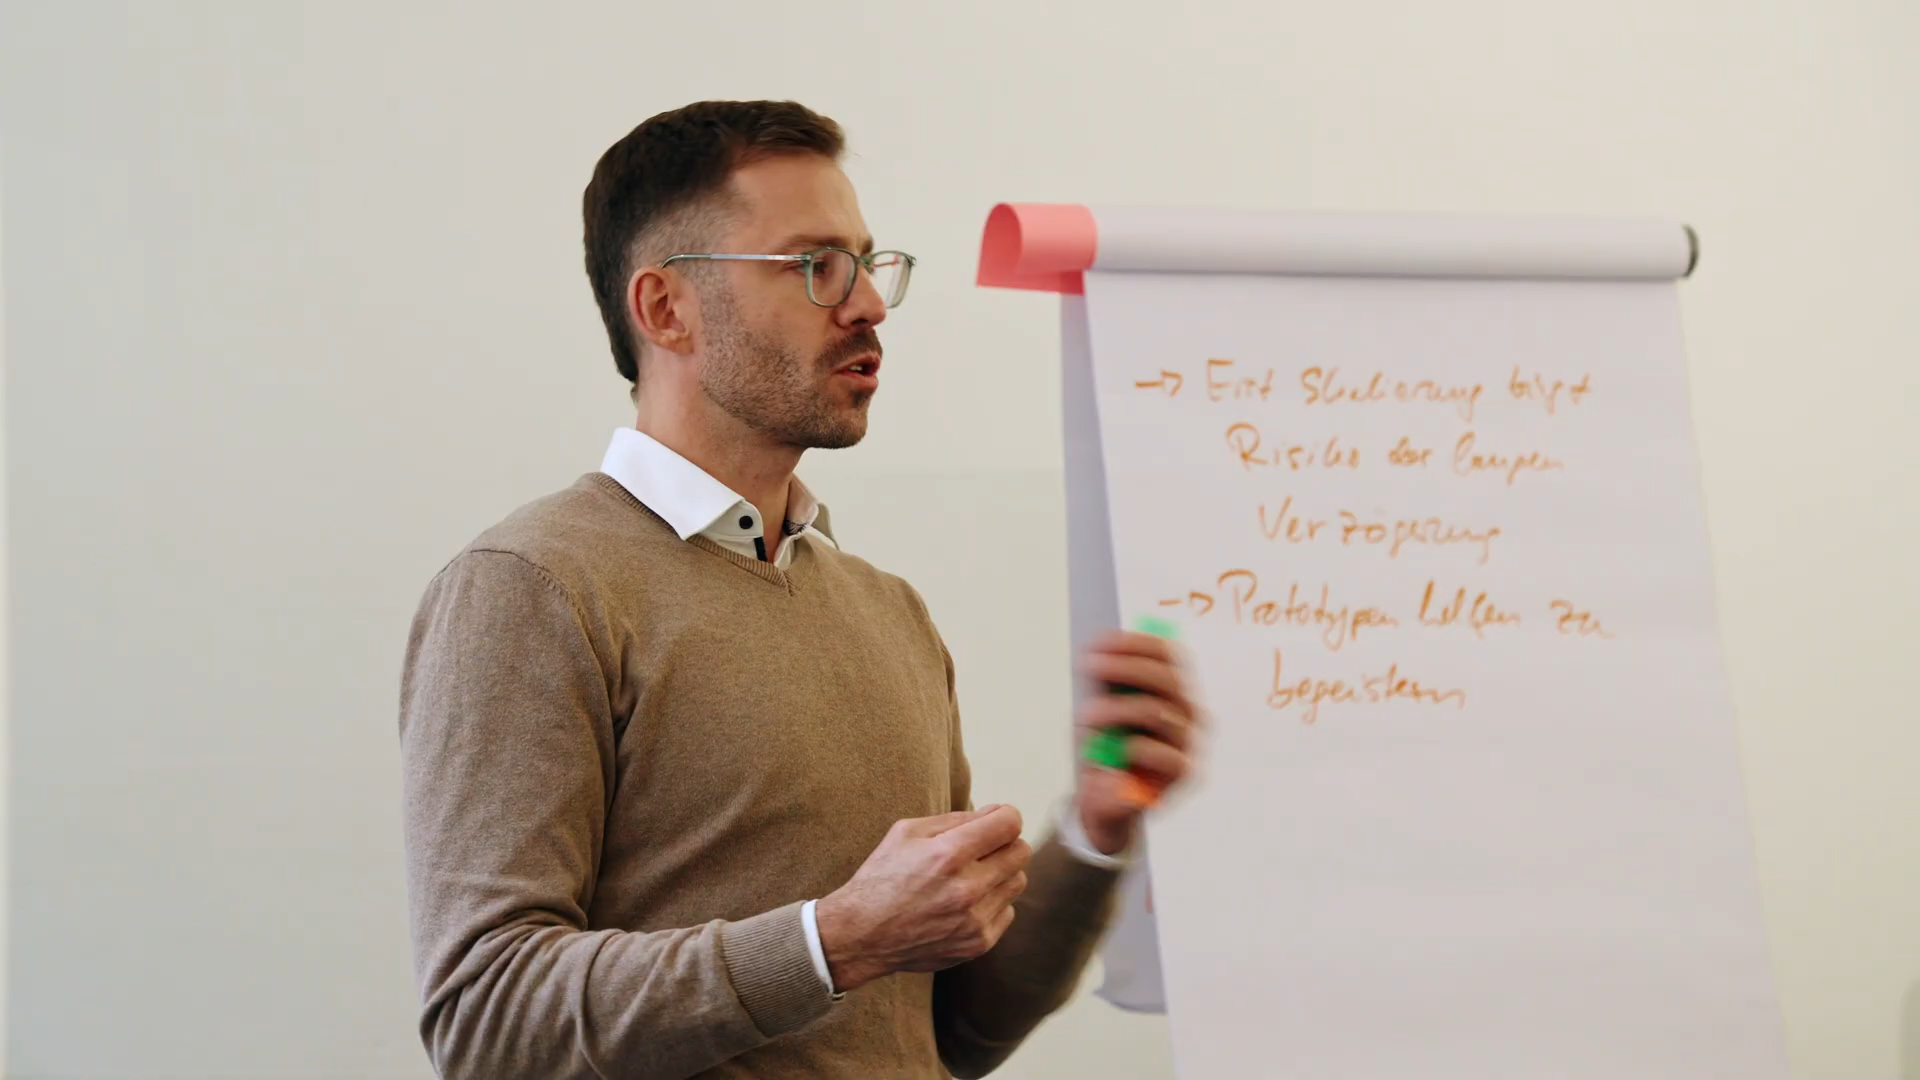 → Erst Skalierung birgt
Risiko der langen
Verzögerung
→ Prototypen helfen zu
begeistern